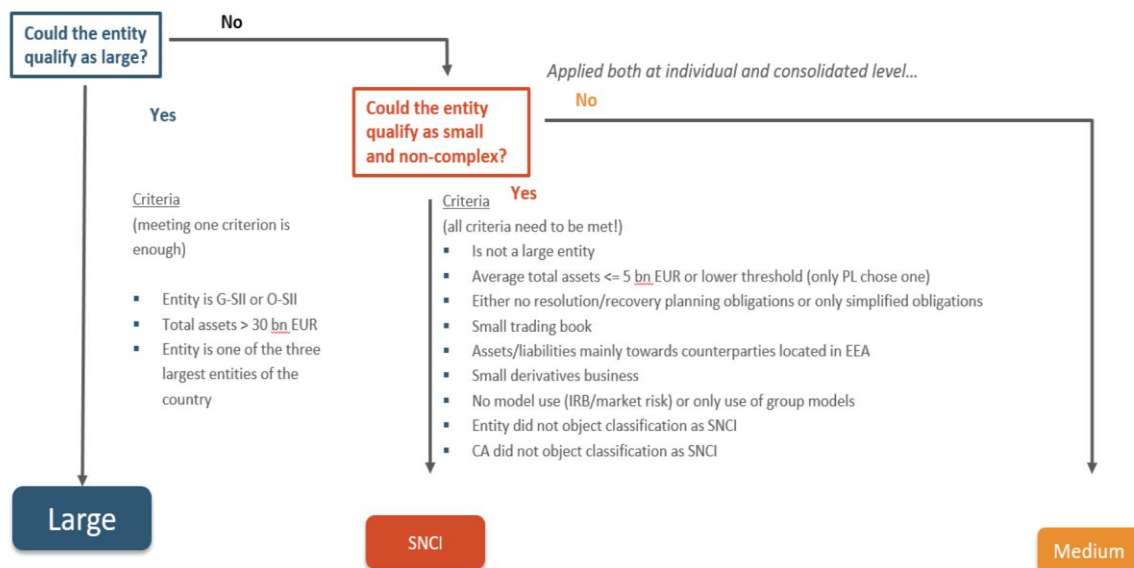 Could the entity
qualify as large?
No
Applied both at individual and consolidated level…
Yes
Could the entity
qualify as small
and non-complex?
No
Criteria
(meeting one criterion is
enough)
▪ Entity is G-SII or O-SII
▪ Total assets > 30 bn EUR
▪ Entity is one of the three
largest entities of the
country
Yes
Criteria
(all criteria need to be met!)
▪ Is not a large entity
▪ Average total assets <= 5 bn EUR or lower threshold (only PL chose one)
▪ Either no resolution/recovery planning obligations or only simplified obligations
▪ Small trading book
▪ Assets/liabilities mainly towards counterparties located in EEA
▪ Small derivatives business
▪ No model use (IRB/market risk) or only use of group models
▪ Entity did not object classification as SNCI
▪ CA did not object classification as SNCI
Large
SNCI
Medium